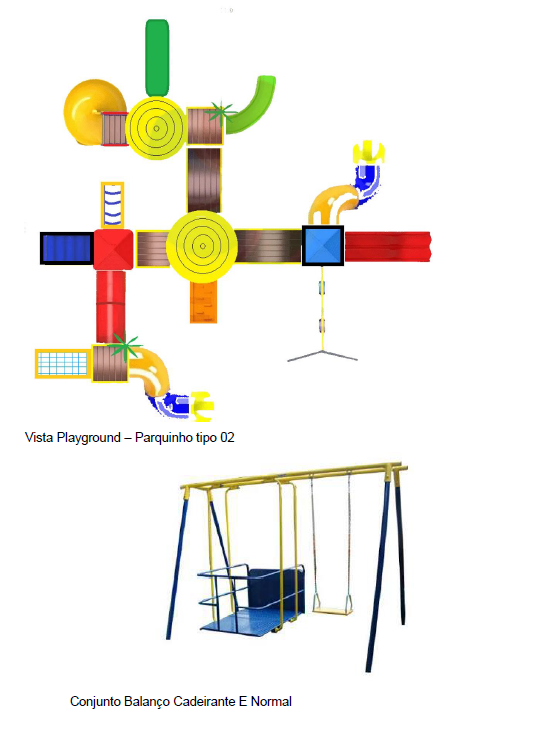 Vista Playground – Parquinho tipo 02
Conjunto Balanço Cadeirante E Normal